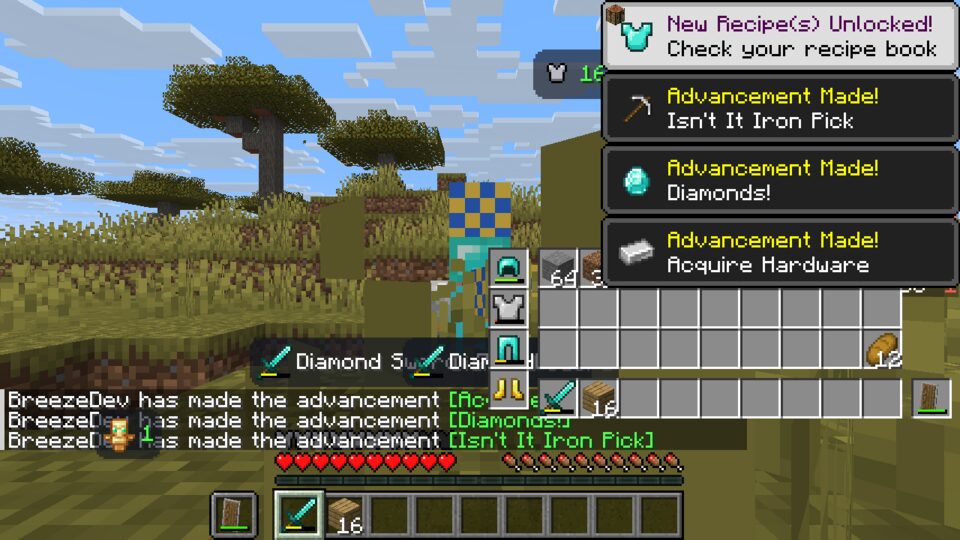 New Recipe(s) Unlocked!
Check your recipe book
16
Advancement Made!
Isn't It Iron Pick
Advancement Made!
Diamonds!
Advancement Made!
Acquire Hardware
64
12
Diamond
BreezeDev has made the advancement
BreezeDev has made the advancement [Diamonds!]
has made the advancement [Isn't It Iron Pick]
1
16
16